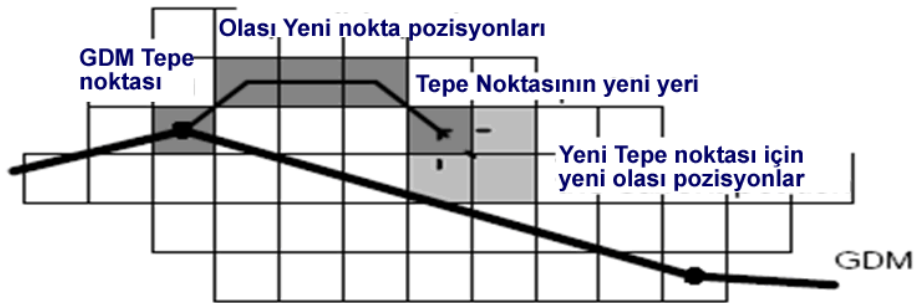 Olası Yeni nokta pozisyonları
GDM Tepe
noktası
Tepe Noktasının yeni yeri
Yeni Tepe noktası için
yeni olası pozisyonlar
GDM